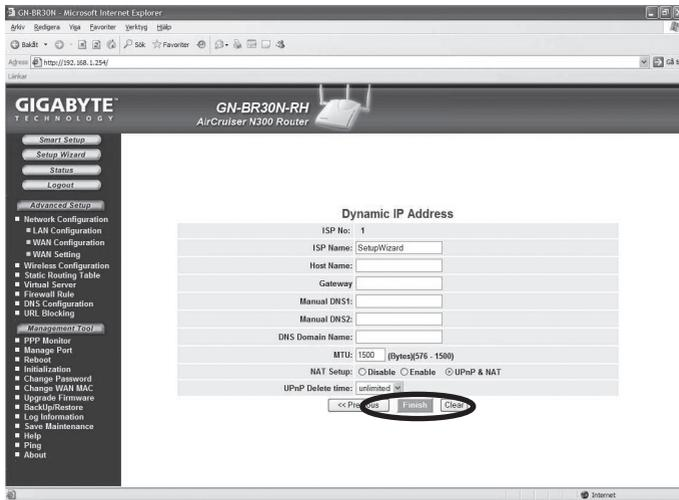 GN-BR30N - Microsoft Internet Explorer
Arkiv Redigera Visa Favoriter Verktyg Hjälp
Bakåt Sök Favoriter
Adress http://192.168.1.254/ Gå t
Länkar
GIGABYTE™
TECHNOLOGY
GN-BR30N-RH
AirCruiser N300 Router
Smart Setup
Setup Wizard
Status
Logout
Advanced Setup
Network Configuration
LAN Configuration
WAN Configuration
WAN Setting
Wireless Configuration
Static Routing Table
Virtual Server
Firewall Rule
DNS Configuration
URL Blocking
Management Tool
PPP Monitor
Manage Port
Reboot
Initialization
Change Password
Change WAN MAC
Upgrade Firmware
BackUp/Restore
Log Information
Save Maintenance
Help
Ping
About
Dynamic IP Address
ISP No: 1
ISP Name: SetupWizard
Host Name:
Gateway
Manual DNS1:
Manual DNS2:
DNS Domain Name:
MTU: 1500 (Bytes)(576 - 1500)
NAT Setup: Disable Enable UPnP & NAT
UPnP Delete time: unlimited
<< Previous Finish Clear
Internet